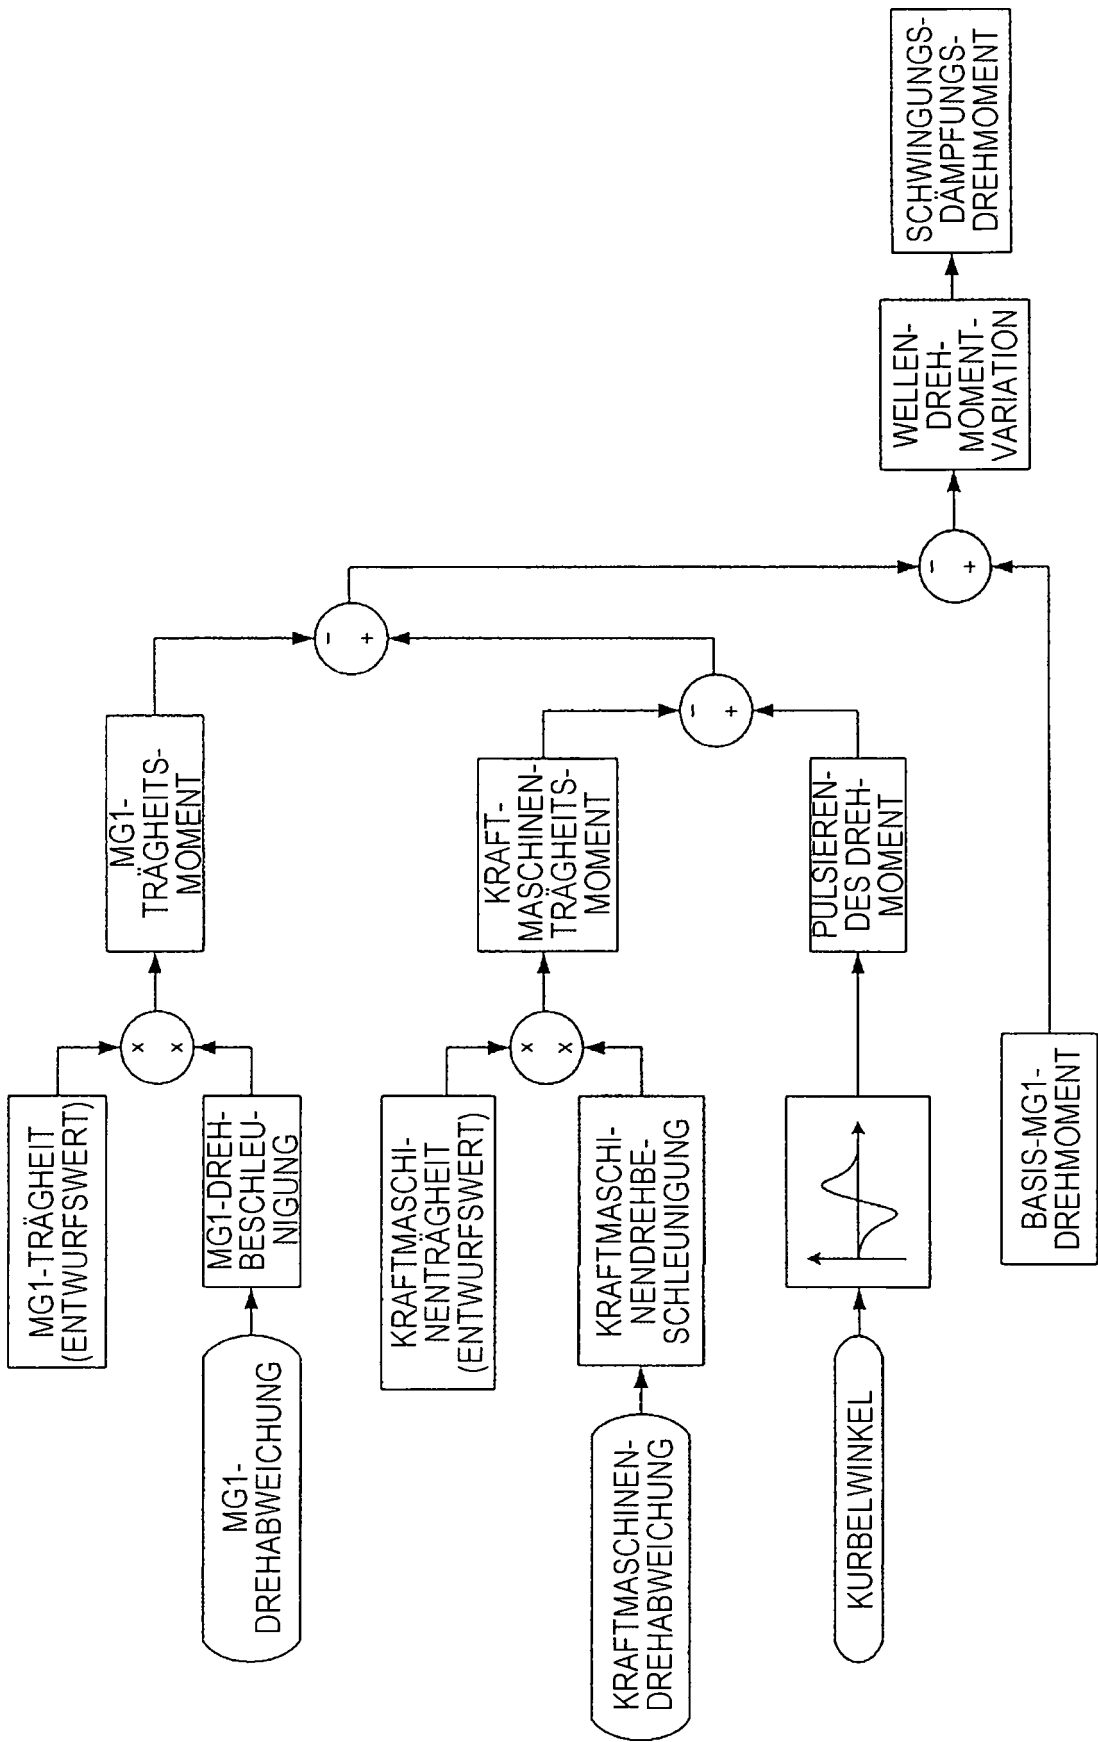 MG1-TRÄGHEIT
(ENTWURFSWERT)
MG1-
DREHABWEICHUNG
MG1-DREH-
BESCHLEU-
NIGUNG
x
x
MG1-
TRÄGHEITS-
MOMENT
KRAFTMASCHI-
NENTRÄGHEIT
(ENTWURFSWERT)
KRAFTMASCHINEN-
DREHABWEICHUNG
KRAFTMASCHI-
NENDREHBE-
SCHLEUNIGUNG
x
x
KRAFT-
MASCHINEN-
TRÄGHEITS-
MOMENT
KURBELWINKEL
PULSIEREN-
DES DREH-
MOMENT
-
+
-
+
BASIS-MG1-
DREHMOMENT
-
+
WELLEN-
DREH-
MOMENT-
VARIATION
SCHWINGUNGS-
DÄMPFUNGS-
DREHMOMENT